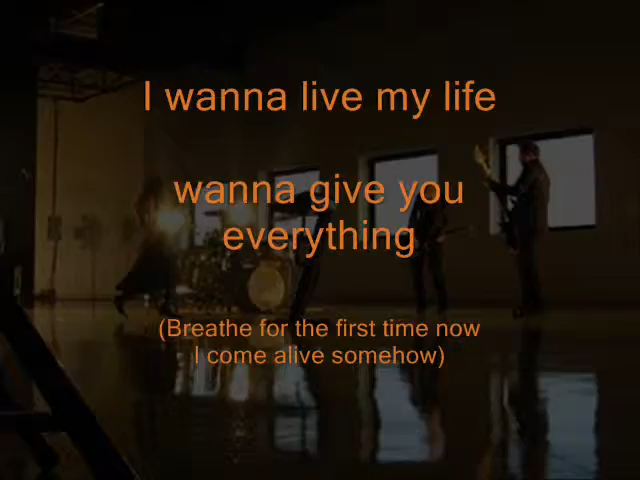 I wanna live my life
wanna give you
everything
(Breathe for the first time now
I come alive somehow)